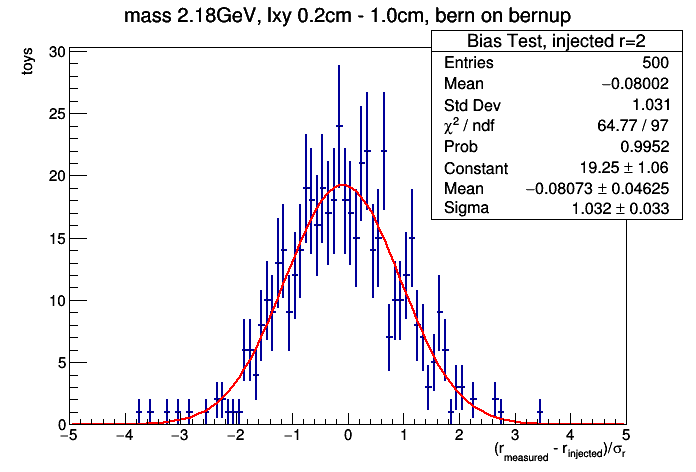 mass 2.18GeV, lxy 0.2cm - 1.0cm, bern on bernup
Bias Test, injected r=2
Entries 500
Mean −0.08002
Std Dev 1.031
χ² / ndf 64.77 / 97
Prob 0.9952
Constant 19.25 ± 1.06
Mean −0.08073 ± 0.04625
Sigma 1.032 ± 0.033
toys
30
25
20
15
10
5
0
−5 −4 −3 −2 −1 0 1 2 3 4 5
(r_measured - r_injected)/σ_r